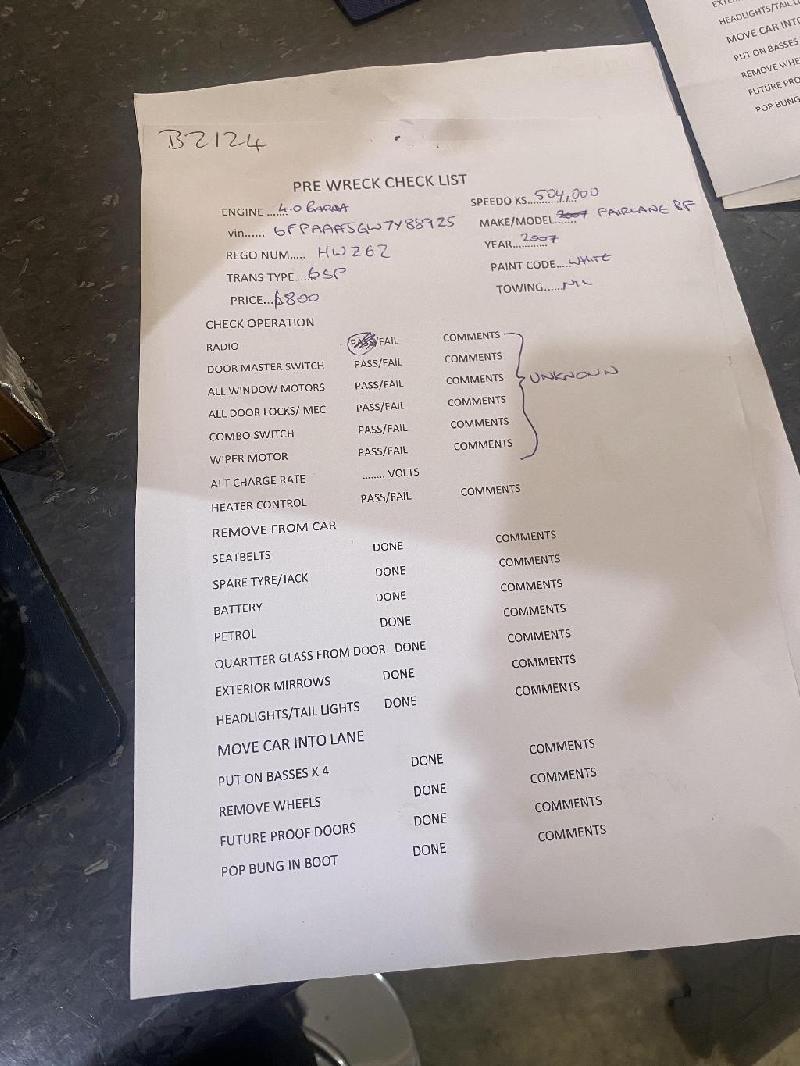 B2124
PRE WRECK CHECK LIST
ENGINE ...... 4.0 BARRA
SPEEDO KS........ 504,000
vin...... 6FPAAAJSGW7Y88925
MAKE/MODEL... 2007 ... FAIRLANE BF
REGO NUM..... HWZ6Z
YEAR... 2007
TRANS TYPE... 6SP
PAINT CODE.... WHITE
PRICE... $800
TOWING..... NIL
CHECK OPERATION
RADIO PASS/FAIL COMMENTS
DOOR MASTER SWITCH PASS/FAIL COMMENTS
ALL WINDOW MOTORS PASS/FAIL COMMENTS UNKNOWN
ALL DOOR LOCKS/ MEC PASS/FAIL COMMENTS
COMBO SWITCH PASS/FAIL COMMENTS
WIPER MOTOR PASS/FAIL COMMENTS
ALT CHARGE RATE ........ VOLTS
HEATER CONTROL PASS/FAIL COMMENTS
REMOVE FROM CAR
SEATBELTS DONE COMMENTS
SPARE TYRE/JACK DONE COMMENTS
BATTERY DONE COMMENTS
PETROL DONE COMMENTS
QUARTTER GLASS FROM DOOR DONE COMMENTS
EXTERIOR MIRROWS DONE COMMENTS
HEADLIGHTS/TAIL LIGHTS DONE COMMENTS
MOVE CAR INTO LANE
PUT ON BASSES X 4 DONE COMMENTS
REMOVE WHEELS DONE COMMENTS
FUTURE PROOF DOORS DONE COMMENTS
POP BUNG IN BOOT DONE COMMENTS
HEADLIGHTS/TAIL L
MOVE CAR INTO
PUT ON BASSES
REMOVE WHE
FUTURE PRO
POP BUNG